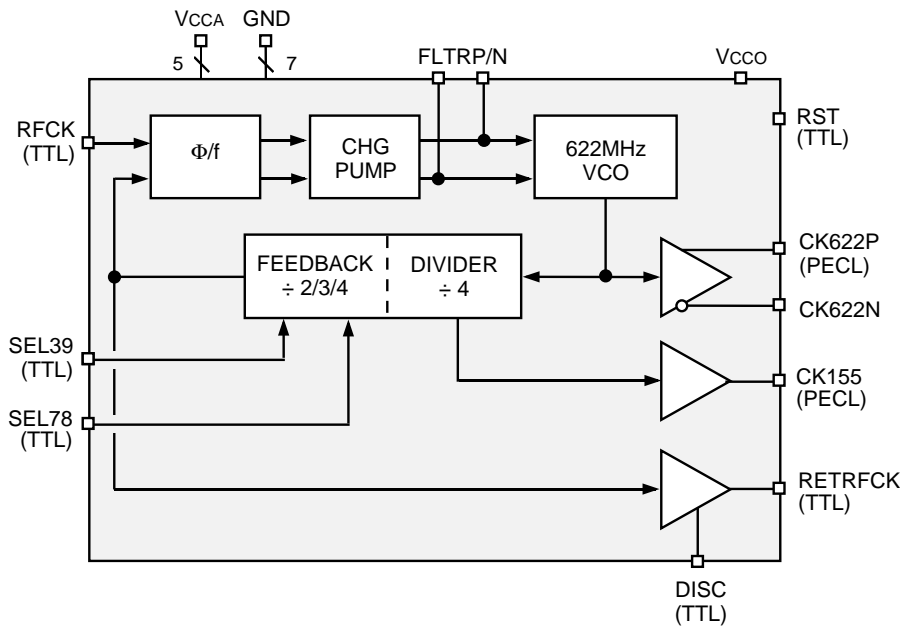 VCCA GND
5 7
FLTRP/N
VCCO
RFCK
(TTL)
Φ/f
CHG
PUMP
622MHz
VCO
RST
(TTL)
FEEDBACK
÷ 2/3/4
DIVIDER
÷ 4
CK622P
(PECL)
CK622N
SEL39
(TTL)
SEL78
(TTL)
CK155
(PECL)
RETRFCK
(TTL)
DISC
(TTL)